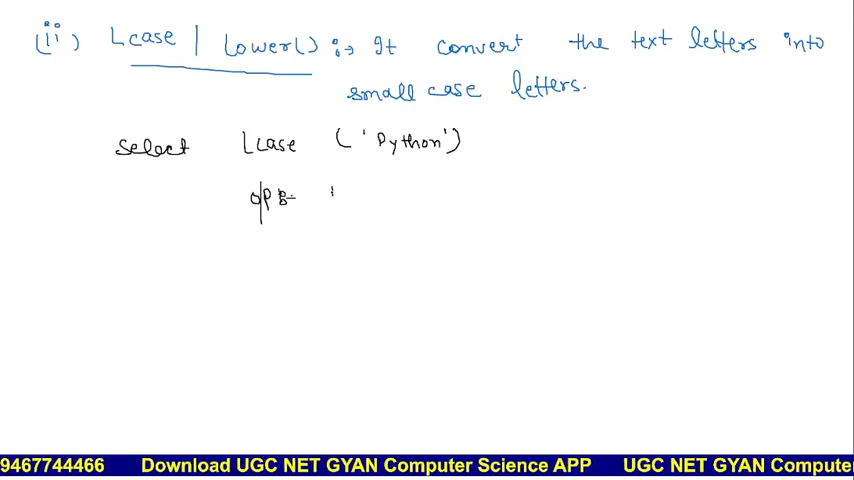 (ii) Lcase | Lower() :→ It convert the text letters into
small case letters.
Select Lcase ('Python')
O|P :- '
9467744466 Download UGC NET GYAN Computer Science APP UGC NET GYAN Compute